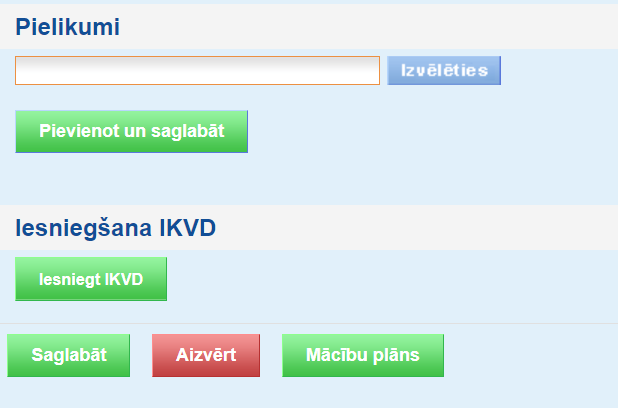 Pielikumi
Izvēlēties
Pievienot un saglabāt
Iesniegšana IKVD
Iesniegt IKVD
Saglabāt Aizvērt Mācību plāns